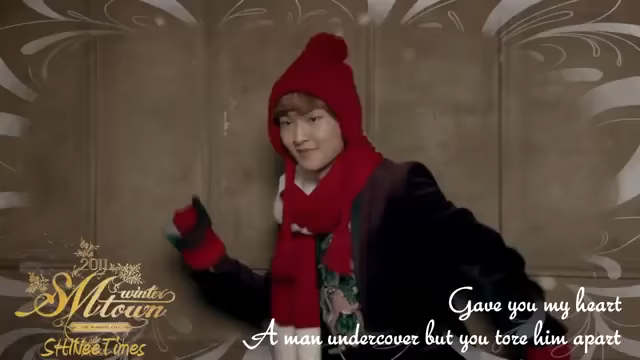 2011
SMtown
winter
SHINee Times
Gave you my heart
A man undercover but you tore him apart